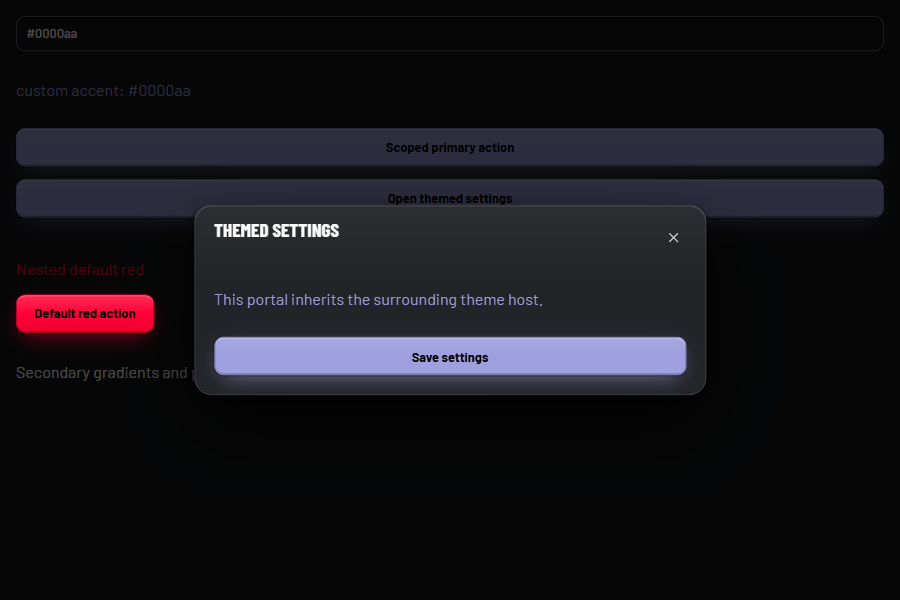 #0000aa
custom accent: #0000aa
Scoped primary action
Open themed settings
THEMED SETTINGS
This portal inherits the surrounding theme host.
Save settings
Nested default red
Default red action
Secondary gradients and